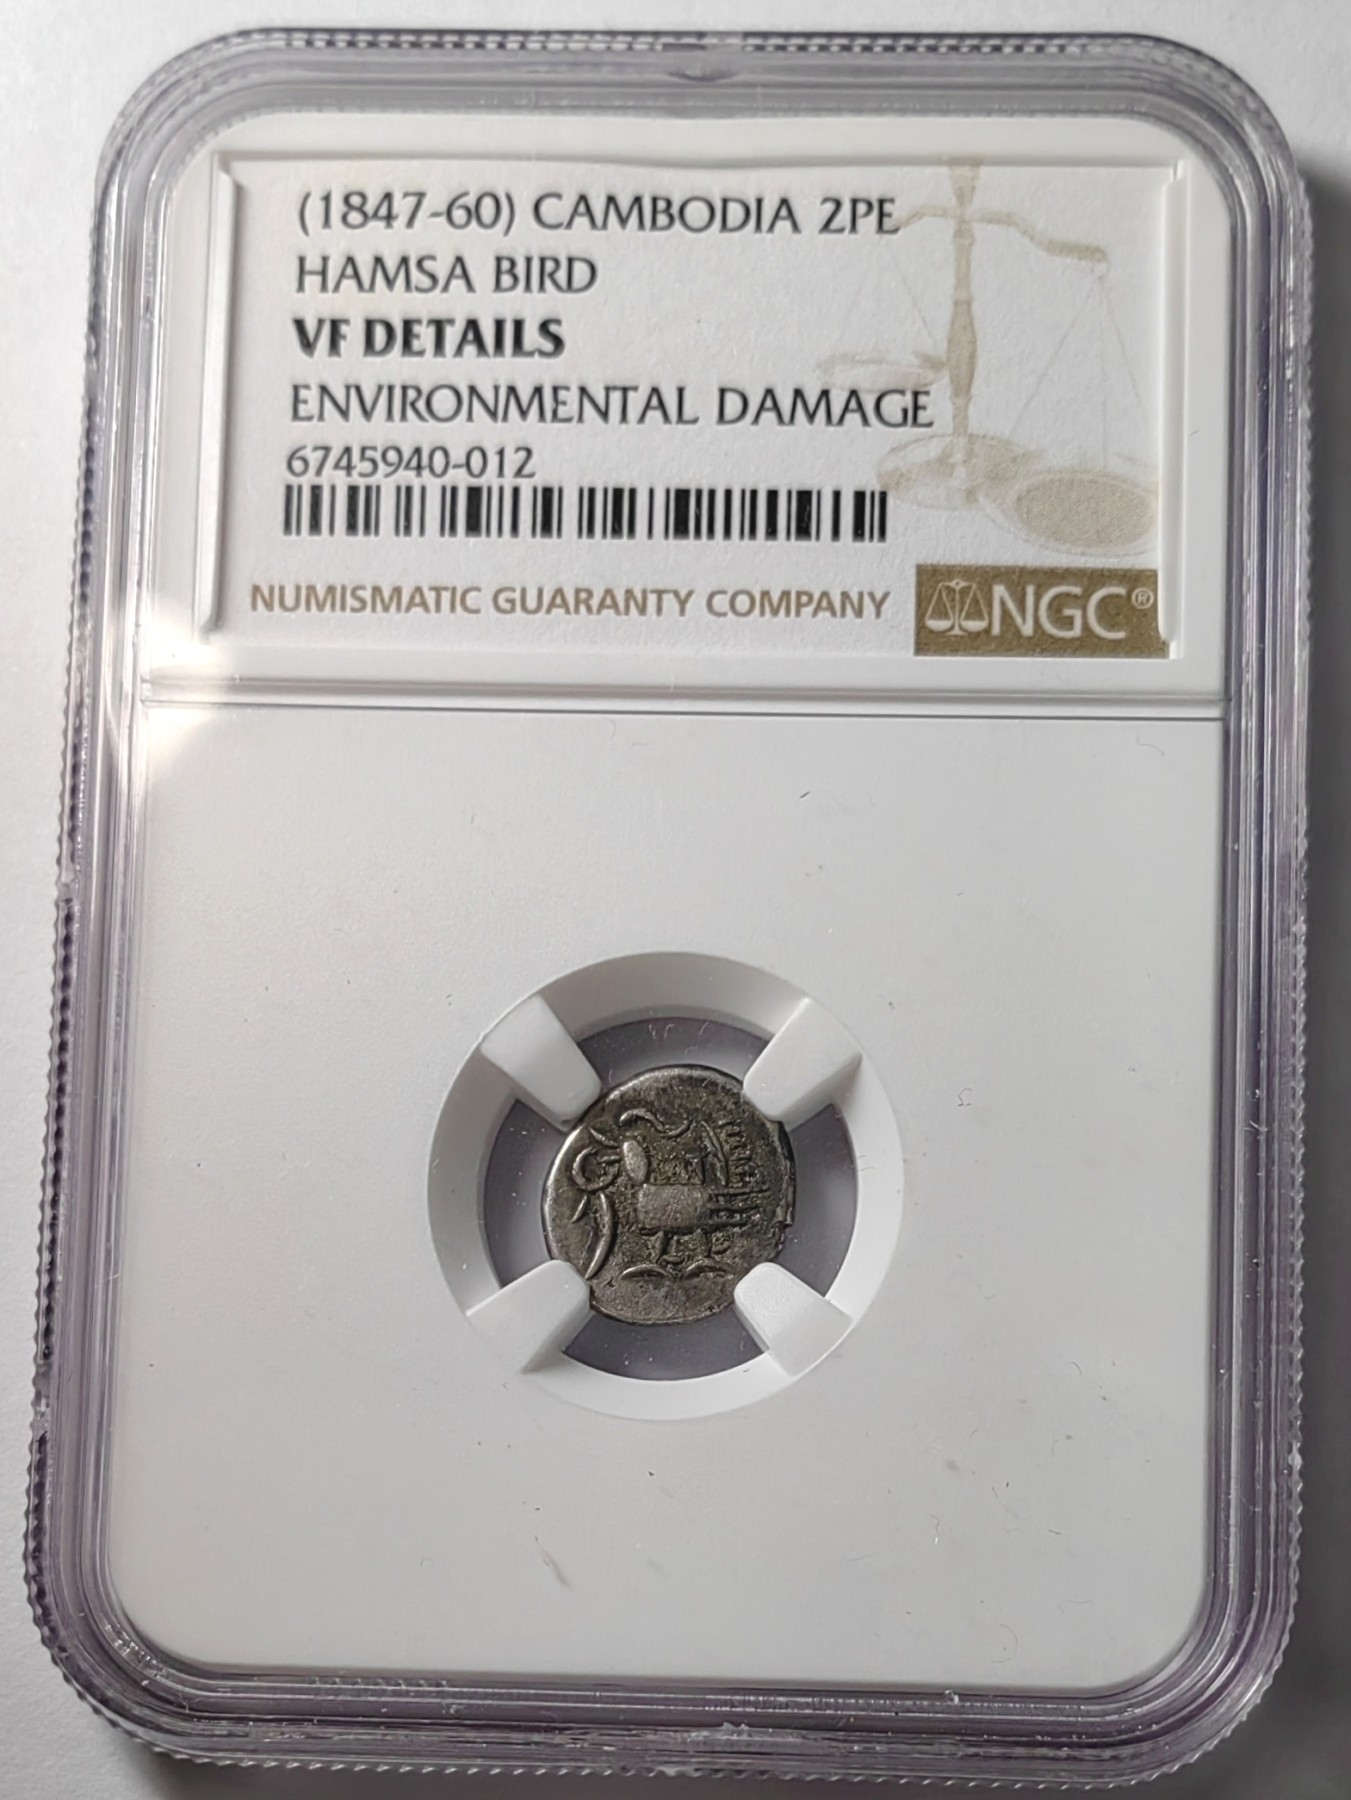 (1847-60) CAMBODIA 2PE
HAMSA BIRD
VF DETAILS
ENVIRONMENTAL DAMAGE
6745940-012
NUMISMATIC GUARANTY COMPANY NGC®